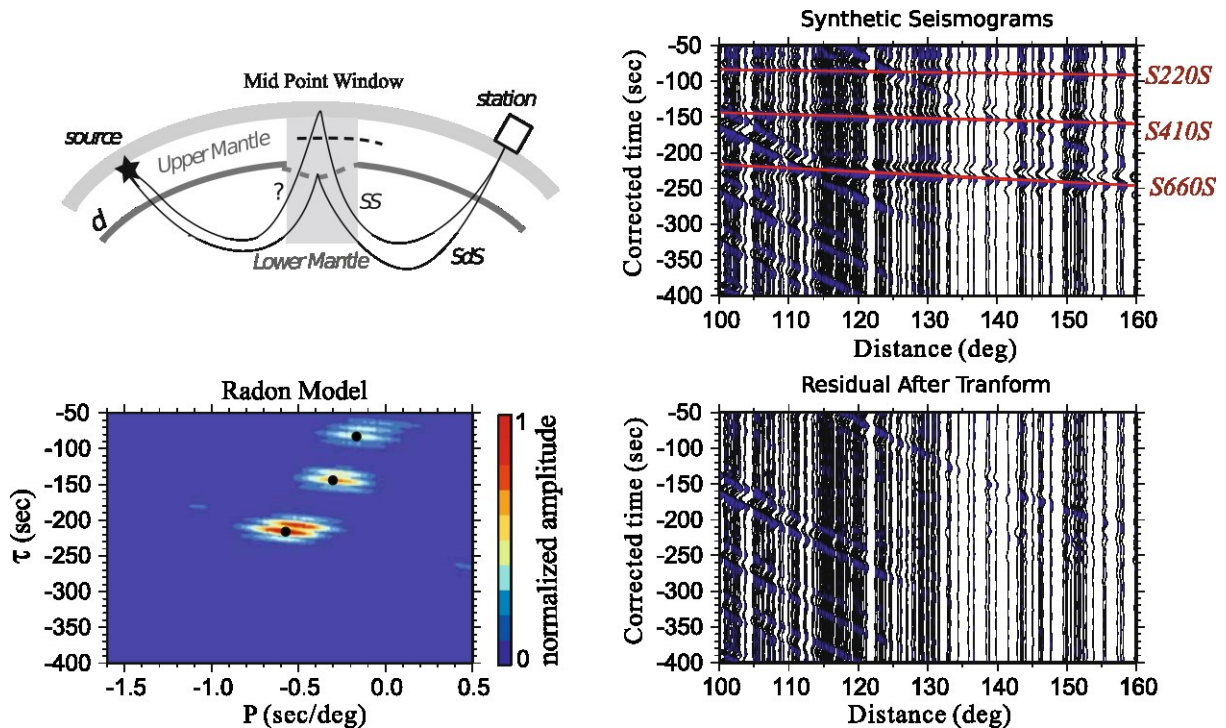 Mid Point Window
station
source
Upper Mantle
?
SS
d
Lower Mantle
SdS
Synthetic Seismograms
Corrected time (sec)
-50
-100
-150
-200
-250
-300
-350
-400
S220S
S410S
S660S
100 110 120 130 140 150 160
Distance (deg)
Radon Model
τ (sec)
-50
-100
-150
-200
-250
-300
-350
-400
-1.5 -1.0 -0.5 0.0 0.5
P (sec/deg)
1
0
normalized amplitude
Residual After Tranform
Corrected time (sec)
-50
-100
-150
-200
-250
-300
-350
-400
100 110 120 130 140 150 160
Distance (deg)